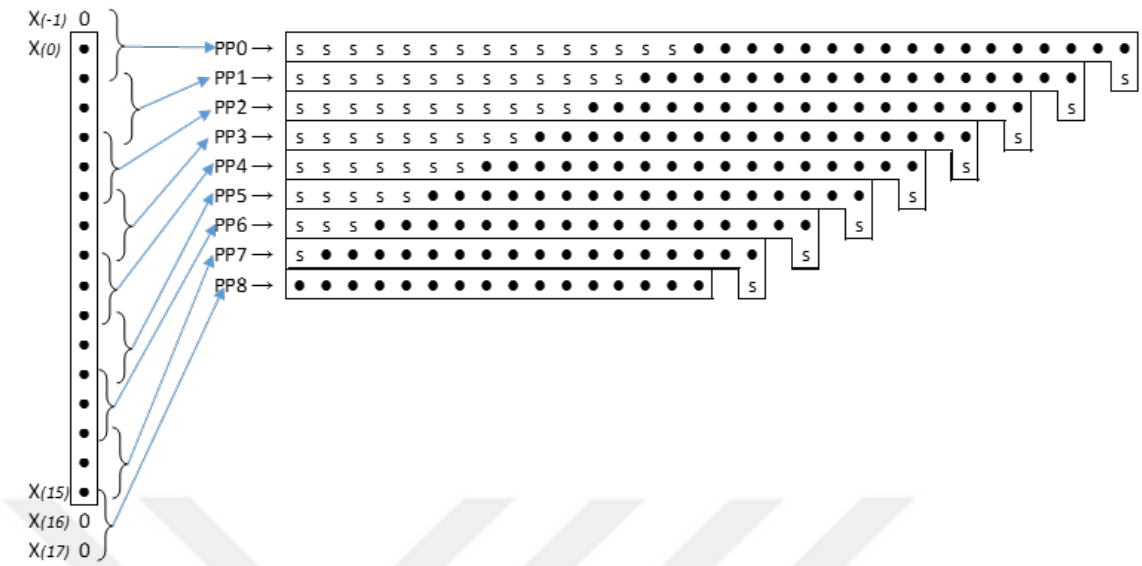 X(-1) 0
X(0) ● PP0→ s s s s s s s s s s s s s s s ● ● ● ● ● ● ● ● ● ● ● ● ● ● ● ● ●
● PP1→ s s s s s s s s s s s s s ● ● ● ● ● ● ● ● ● ● ● ● ● ● ● ● ● s
● PP2→ s s s s s s s s s s s ● ● ● ● ● ● ● ● ● ● ● ● ● ● ● ● ● s
● PP3→ s s s s s s s s s ● ● ● ● ● ● ● ● ● ● ● ● ● ● ● ● ● s
● PP4→ s s s s s s s ● ● ● ● ● ● ● ● ● ● ● ● ● ● ● ● ● s
● PP5→ s s s s s ● ● ● ● ● ● ● ● ● ● ● ● ● ● ● ● ● s
● PP6→ s s s ● ● ● ● ● ● ● ● ● ● ● ● ● ● ● ● ● s
● PP7→ s ● ● ● ● ● ● ● ● ● ● ● ● ● ● ● ● ● s
● PP8→ ● ● ● ● ● ● ● ● ● ● ● ● ● ● ● ● s
●
●
●
●
●
●
X(15) ●
X(16) 0
X(17) 0